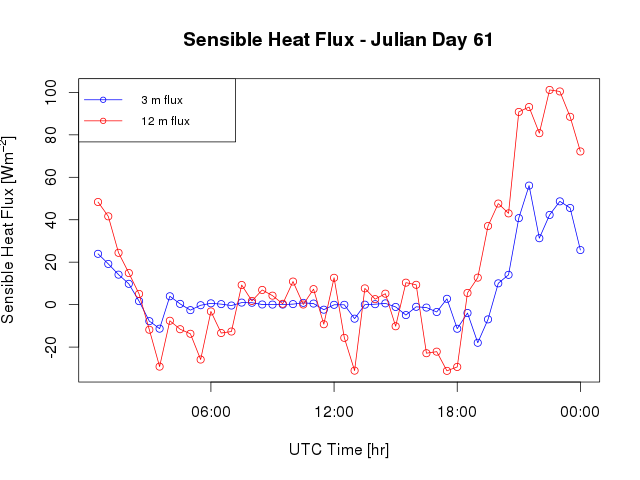 Sensible Heat Flux - Julian Day 61
3 m flux
12 m flux
Sensible Heat Flux [Wm⁻²]
100
80
60
40
20
0
-20
06:00 12:00 18:00 00:00
UTC Time [hr]